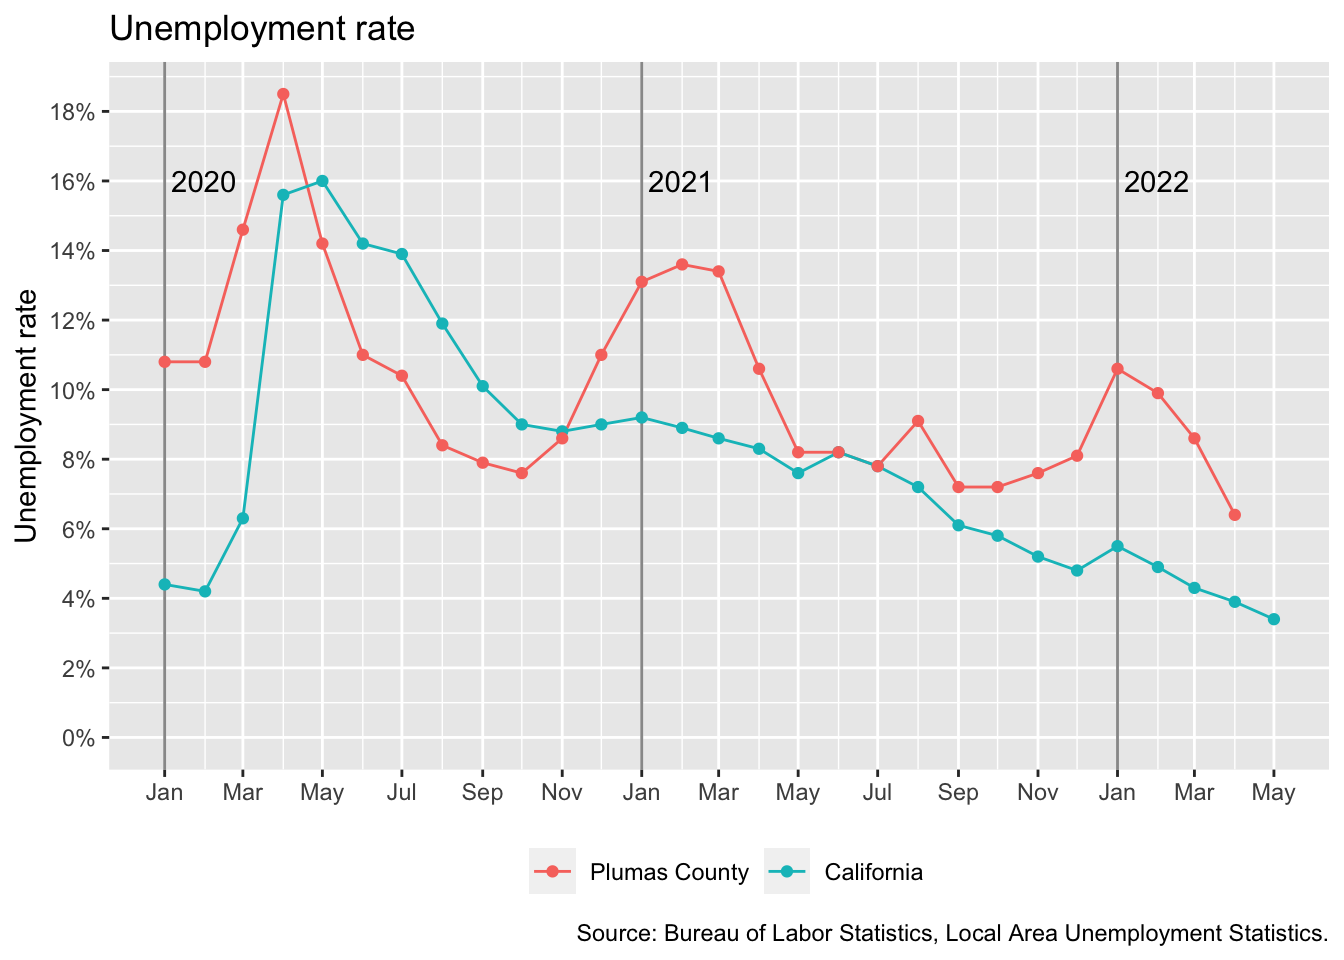 Unemployment rate
18%
16%
14%
12%
10%
8%
6%
4%
2%
0%
Unemployment rate
2020 2021 2022
Jan Mar May Jul Sep Nov Jan Mar May Jul Sep Nov Jan Mar May
Plumas County California
Source: Bureau of Labor Statistics, Local Area Unemployment Statistics.